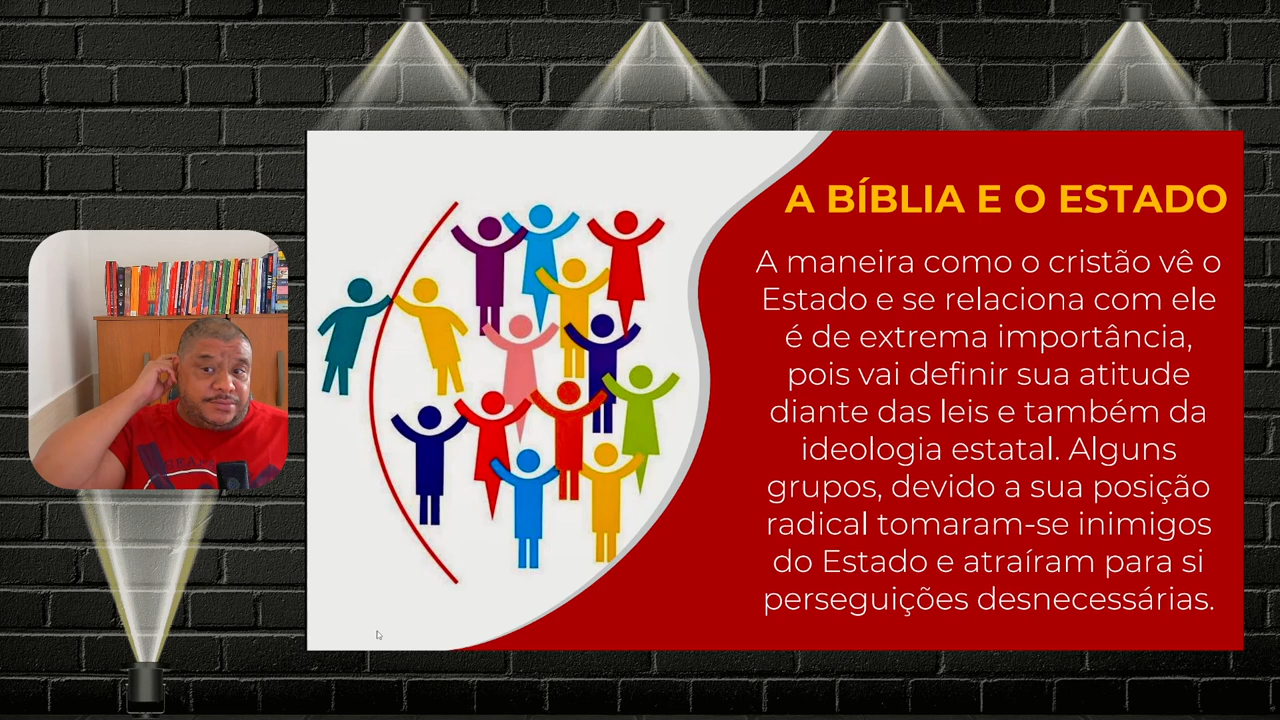 A BÍBLIA E O ESTADO
A maneira como o cristão vê o
Estado e se relaciona com ele
é de extrema importância,
pois vai definir sua atitude
diante das leis e também da
ideologia estatal. Alguns
grupos, devido a sua posição
radical tomaram-se inimigos
do Estado e atraíram para si
perseguições desnecessárias.